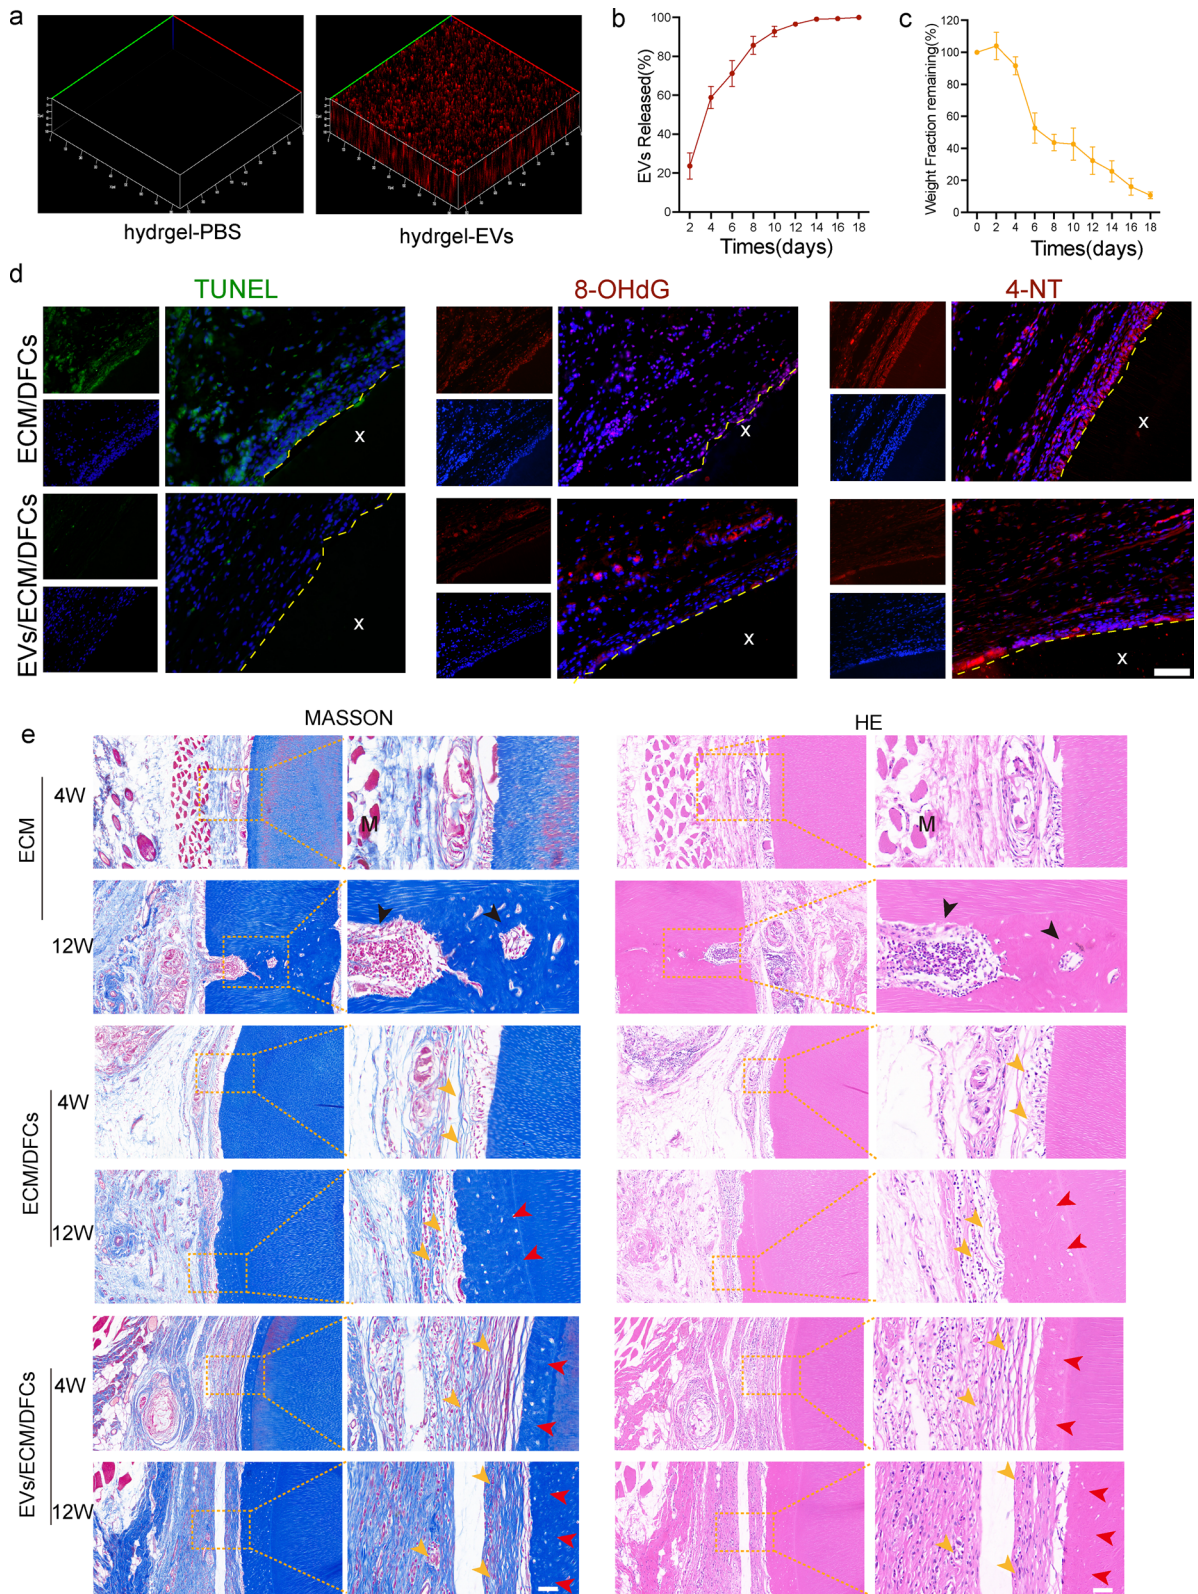 a
hydrgel-PBS
hydrgel-EVs
b
EVs Released(%)
100
80
60
40
20
0
2 4 6 8 10 12 14 16 18
Times(days)
c
Weight Fraction remaining(%)
120
100
80
60
40
20
0
0 2 4 6 8 10 12 14 16 18
Times(days)
d
TUNEL
8-OHdG
4-NT
ECM/DFCs
x
x
x
EVs/ECM/DFCs
x
x
x
e
MASSON
HE
ECM
4W
M
M
12W
ECM/DFCs
4W
12W
EVs/ECM/DFCs
4W
12W